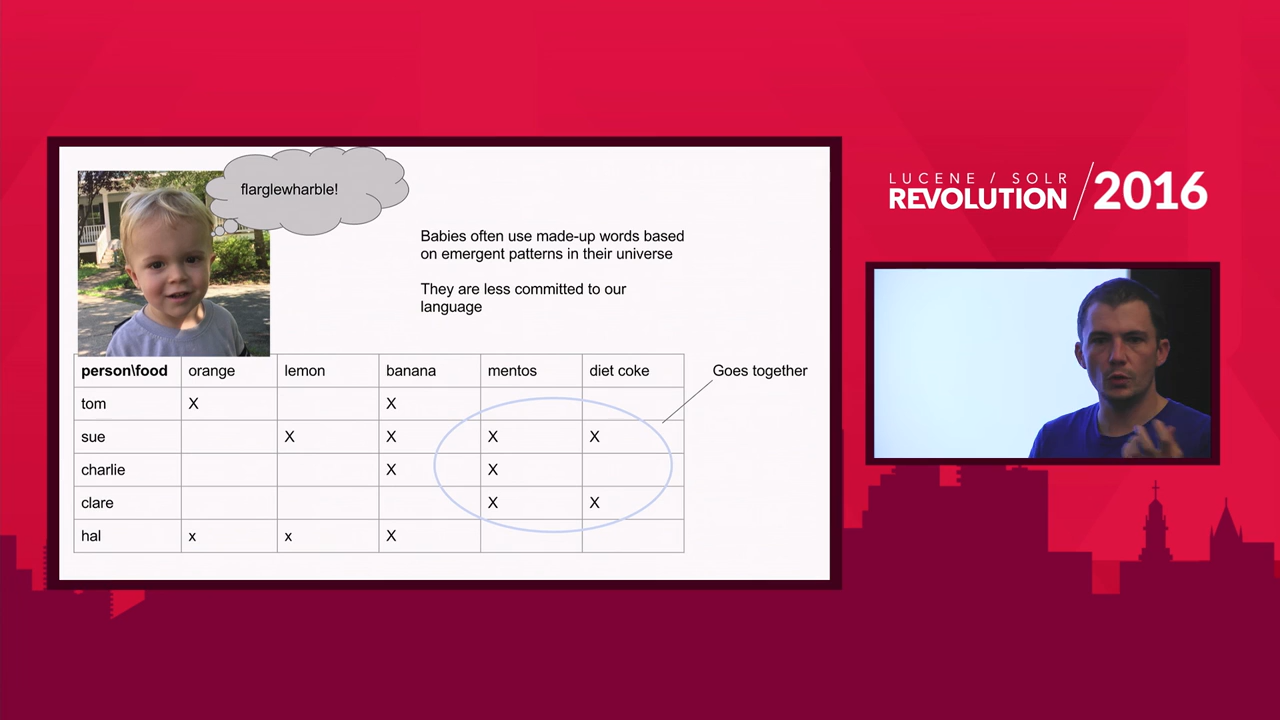 flarglewharble!
Babies often use made-up words based
on emergent patterns in their universe
They are less committed to our
language
person\food orange lemon banana mentos diet coke
Goes together
tom X X
sue X X X X
charlie X X
clare X X
hal x x X
LUCENE / SOLR
REVOLUTION / 2016